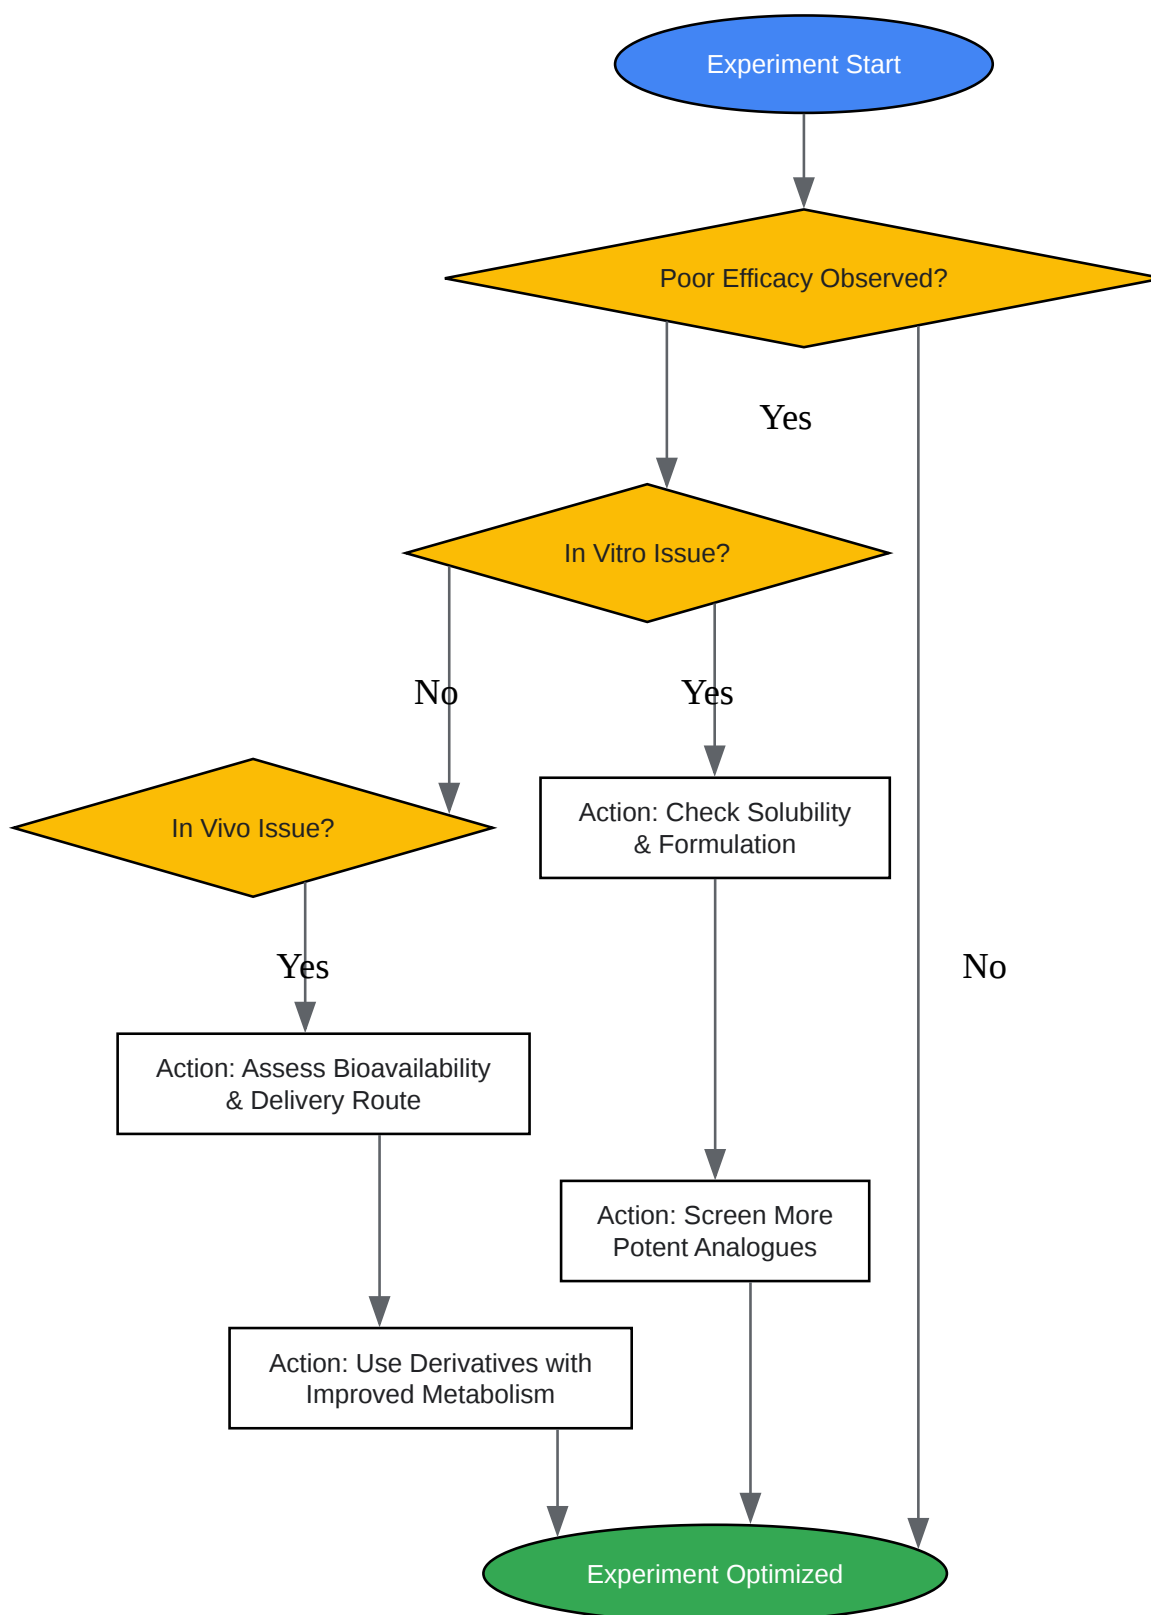 Experiment Start
Poor Efficacy Observed?
Yes
In Vitro Issue?
No
Yes
Action: Check Solubility
& Formulation
In Vivo Issue?
Yes
No
Action: Assess Bioavailability
& Delivery Route
Action: Screen More
Potent Analogues
Action: Use Derivatives with
Improved Metabolism
Experiment Optimized